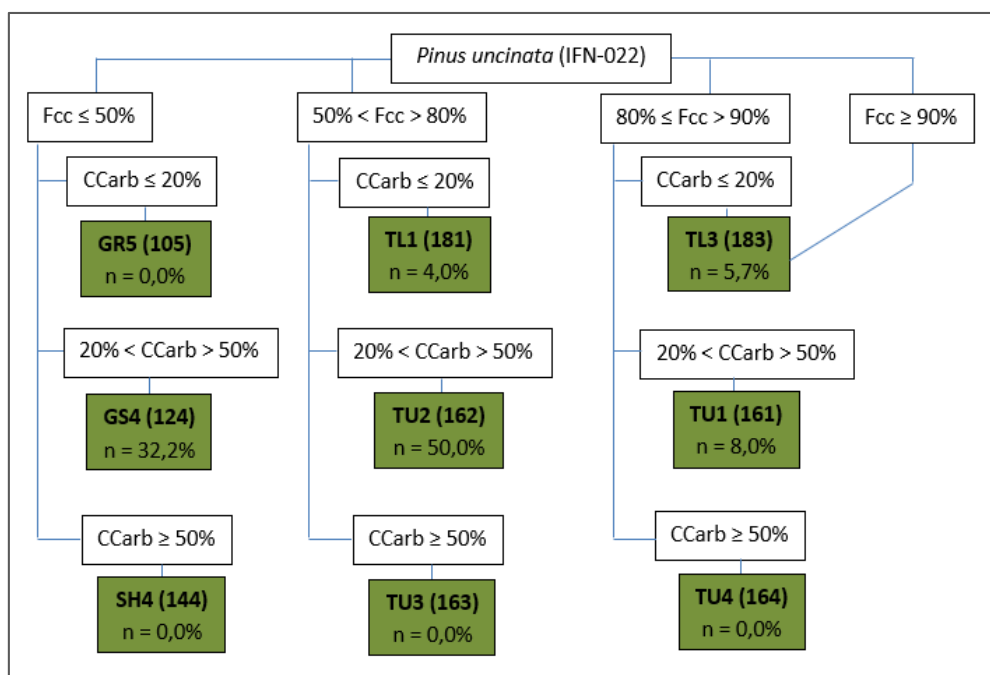 Pinus uncinata (IFN-022)
Fcc ≤ 50%
50% < Fcc > 80%
80% ≤ Fcc > 90%
Fcc ≥ 90%
CCarb ≤ 20%
CCarb ≤ 20%
CCarb ≤ 20%
GR5 (105)
n = 0,0%
TL1 (181)
n = 4,0%
TL3 (183)
n = 5,7%
20% < CCarb > 50%
20% < CCarb > 50%
20% < CCarb > 50%
GS4 (124)
n = 32,2%
TU2 (162)
n = 50,0%
TU1 (161)
n = 8,0%
CCarb ≥ 50%
CCarb ≥ 50%
CCarb ≥ 50%
SH4 (144)
n = 0,0%
TU3 (163)
n = 0,0%
TU4 (164)
n = 0,0%